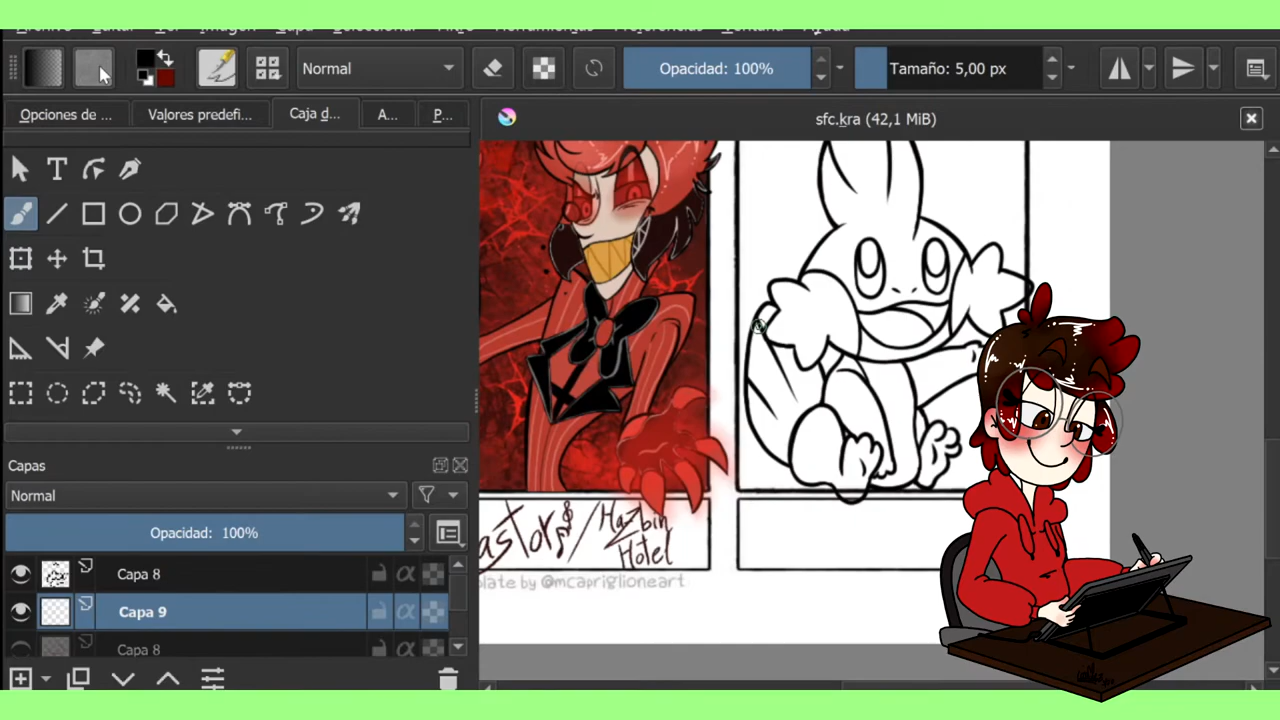 Normal
Opacidad: 100%
Tamaño: 5,00 px
Opciones de ...
Valores predefi...
Caja d...
A...
P...
sfc.kra (42,1 MiB)
T
Capas
Normal
Opacidad: 100%
Capa 8
Capa 9
Capa 8
astor / Hazbin
Hotel
plate by @mcapriglioneart